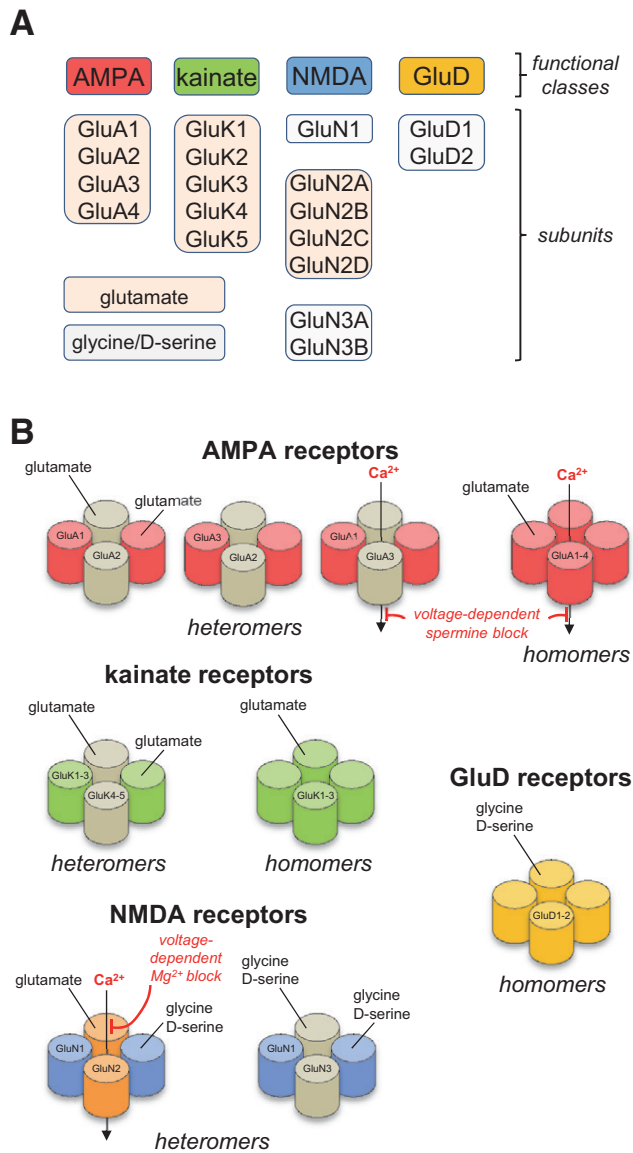 A
AMPA
kainate
NMDA
GluD
functional
classes
GluA1
GluA2
GluA3
GluA4
GluK1
GluK2
GluK3
GluK4
GluK5
GluN1
GluN2A
GluN2B
GluN2C
GluN2D
GluN3A
GluN3B
GluD1
GluD2
subunits
glutamate
glycine/D-serine
B
AMPA receptors
glutamate
glutamate
GluA1
GluA2
GluA3
GluA2
Ca²⁺
GluA1
GluA3
glutamate
Ca²⁺
GluA1-4
voltage-dependent
spermine block
heteromers
homomers
kainate receptors
glutamate
glutamate
GluK1-3
GluK4-5
heteromers
glutamate
GluK1-3
homomers
GluD receptors
glycine
D-serine
GluD1-2
homomers
NMDA receptors
voltage-
dependent
Mg²⁺ block
glutamate
Ca²⁺
glycine
D-serine
GluN1
GluN2
glycine
D-serine
glycine
D-serine
GluN1
GluN3
heteromers